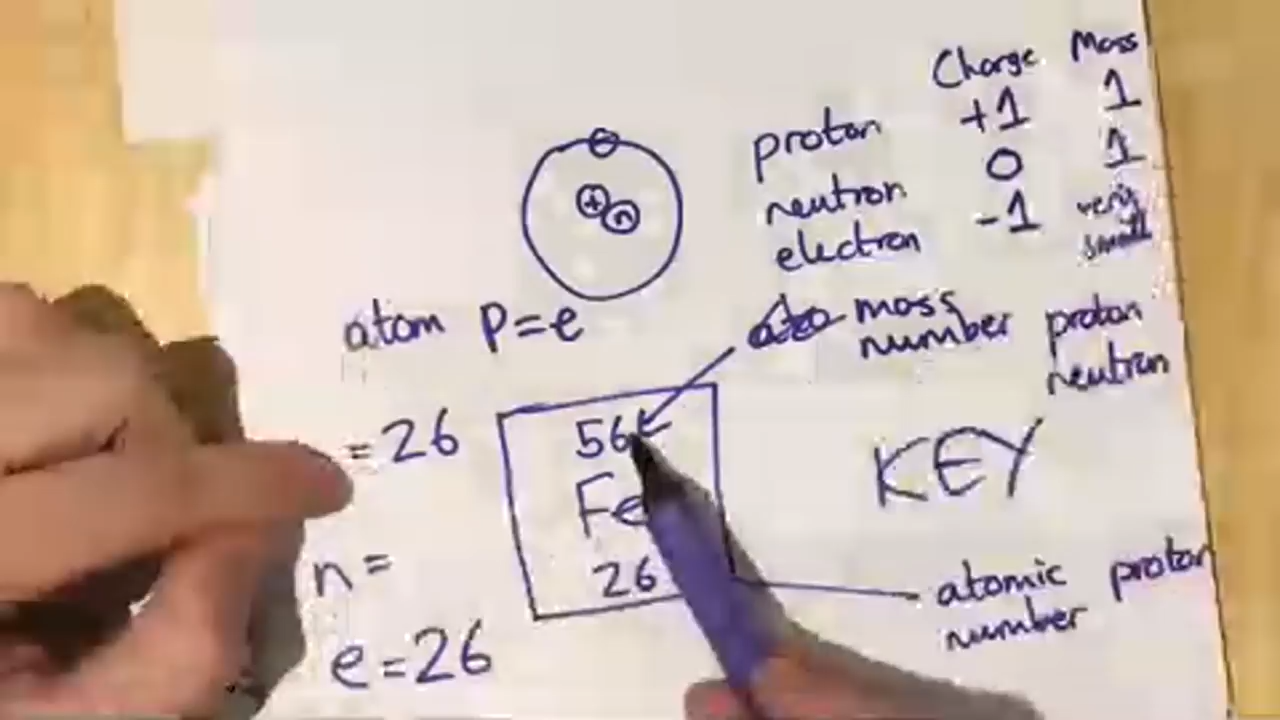 Charge Mass
proton +1 1
neutron 0 1
electron -1 very small
+ n
atom p=e
mass number proton neutron
=26
56
Fe
26
KEY
n=
e=26
atomic number proton